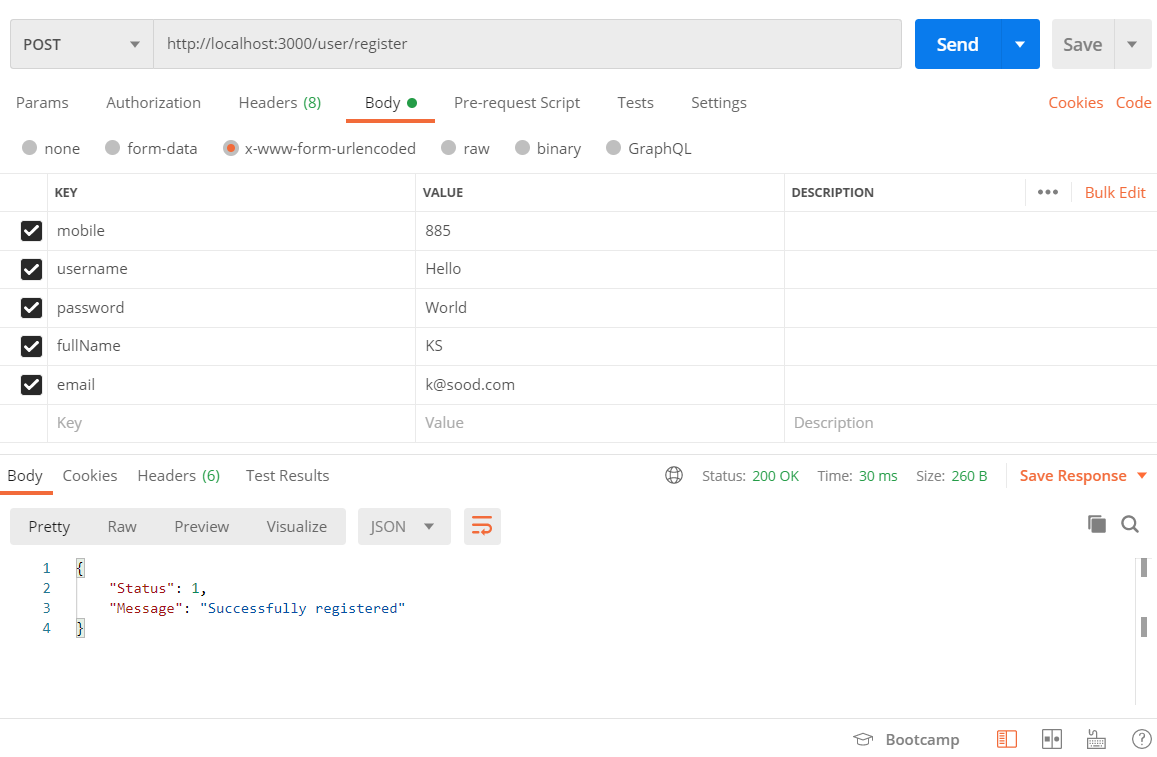 POST http://localhost:3000/user/register Send Save
Params Authorization Headers (8) Body Pre-request Script Tests Settings Cookies Code
none form-data x-www-form-urlencoded raw binary GraphQL
KEY VALUE DESCRIPTION ••• Bulk Edit
mobile 885
username Hello
password World
fullName KS
email k@sood.com
Key Value Description
Body Cookies Headers (6) Test Results Status: 200 OK Time: 30 ms Size: 260 B Save Response
Pretty Raw Preview Visualize JSON
1 {
2 "Status": 1,
3 "Message": "Successfully registered"
4 }
Bootcamp ?